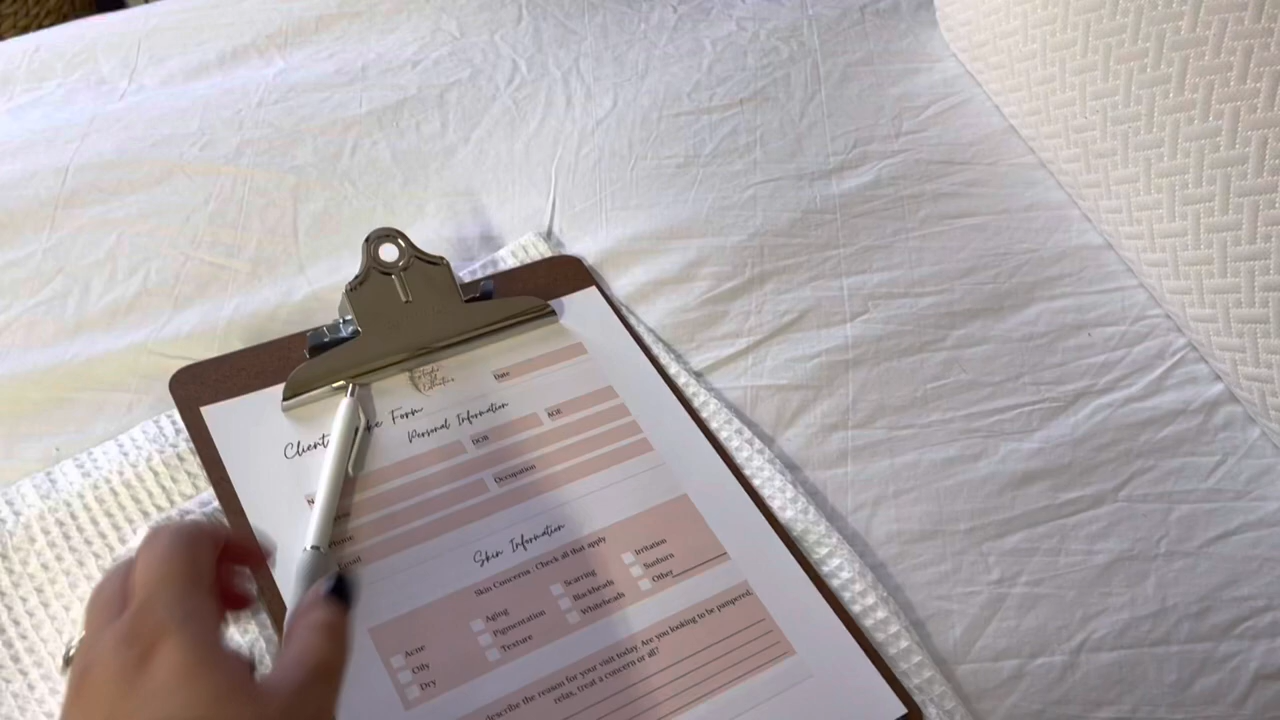 Date
Client ke Form
Personal Information
DOB
AGE
Phone
Occupation
Email
Skin Information
Skin Concerns | Check all that apply
Acne
Oily
Dry
Aging
Pigmentation
Texture
Scarring
Blackheads
Whiteheads
Irritation
Sunburn
Other
describe the reason for your visit today. Are you looking to be pampered,
relax, treat a concern or all?